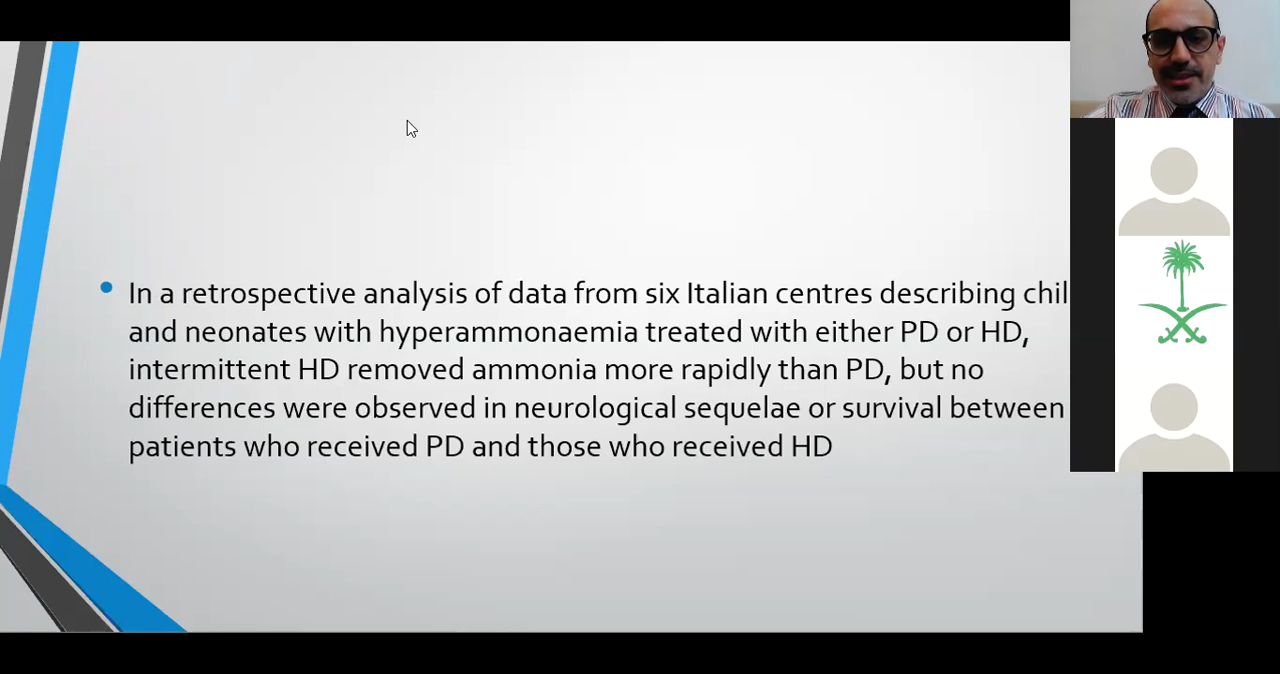 In a retrospective analysis of data from six Italian centres describing chil
and neonates with hyperammonaemia treated with either PD or HD,
intermittent HD removed ammonia more rapidly than PD, but no
differences were observed in neurological sequelae or survival between
patients who received PD and those who received HD